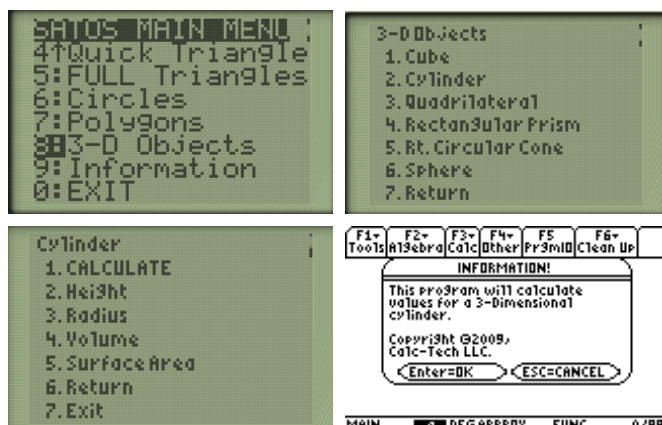 SATOS MAIN MENU
4↑Quick Triangle
5:FULL Triangles
6:Circles
7:Polygons
8:3-D Objects
9:Information
0:EXIT
3-D Objects
1.Cube
2.Cylinder
3.Quadrilateral
4.Rectangular Prism
5.Rt. Circular Cone
6.Sphere
7.Return
Cylinder
1.CALCULATE
2.Height
3.Radius
4.Volume
5.Surface Area
6.Return
7.Exit
F1▾ F2▾ F3▾ F4▾ F5 F6▾
Tools Algebra Calc Other PrgmIO Clean Up
INFORMATION!
This program will calculate
values for a 3-Dimensional
cylinder.
Copyright ©2009,
Calc-Tech LLC.
Enter=OK ESC=CANCEL
MAIN DEG APPROX FUNC